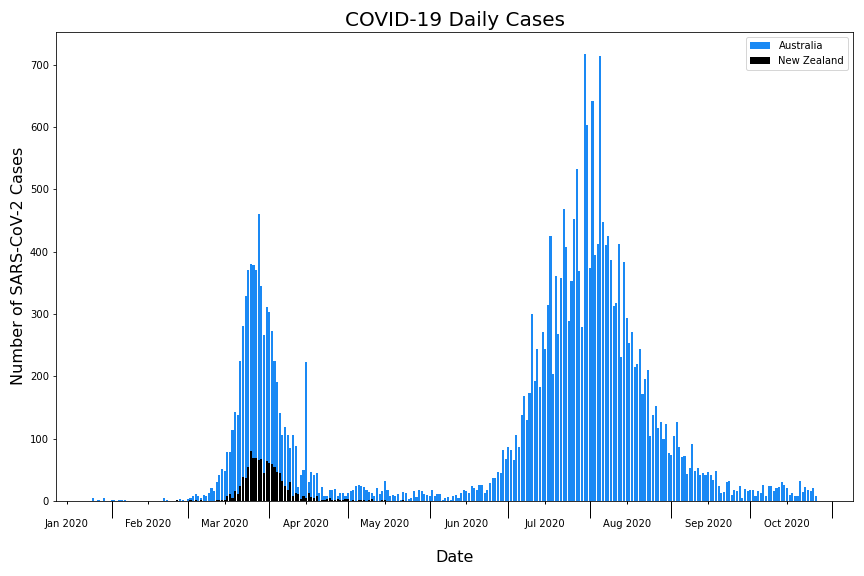 COVID-19 Daily Cases
Australia
New Zealand
Number of SARS-CoV-2 Cases
700
600
500
400
300
200
100
0
Jan 2020 Feb 2020 Mar 2020 Apr 2020 May 2020 Jun 2020 Jul 2020 Aug 2020 Sep 2020 Oct 2020
Date